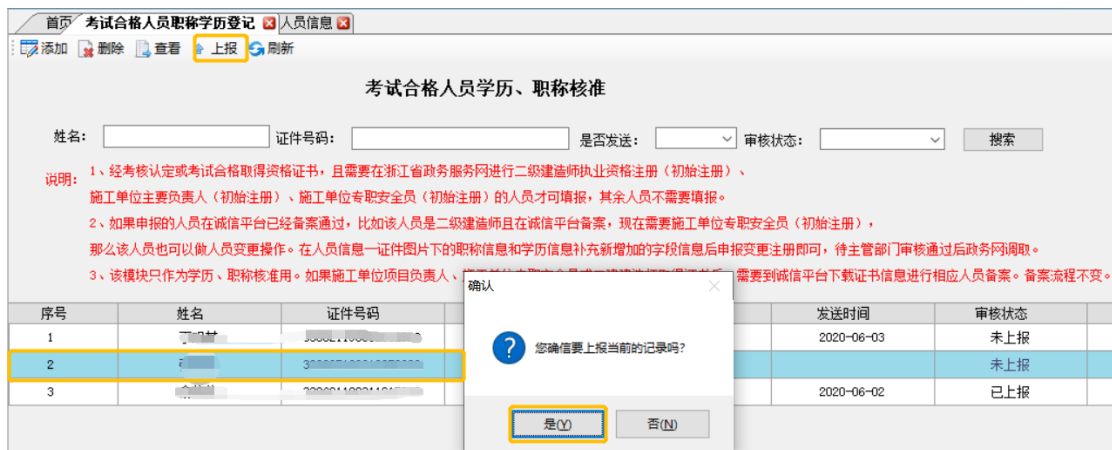 首页 考试合格人员职称学历登记 人员信息
添加 删除 查看 上报 刷新
考试合格人员学历、职称核准
姓名: 证件号码: 是否发送: 审核状态: 搜索
说明: 1、经考核认定或考试合格取得资格证书，且需要在浙江省政务服务网进行二级建造师执业资格注册（初始注册）、
施工单位主要负责人（初始注册）、施工单位专职安全员（初始注册）的人员才可填报，其余人员不需要填报。
2、如果申报的人员在诚信平台已经备案通过，比如该人员是二级建造师且在诚信平台备案，现在需要施工单位专职安全员（初始注册），
那么该人员也可以做人员变更操作。在人员信息—证件图片下的职称信息和学历信息补充新增加的字段信息后申报变更注册即可，待主管部门审核通过后政务网调取。
3、该模块只作为学历、职称核准用。如果施工单位项目负责人、 需要到诚信平台下载证书信息进行相应人员备案。备案流程不变。
确认
序号 姓名 证件号码 发送时间 审核状态
1 2020-06-03 未上报
您确信要上报当前的记录吗?
2 未上报
3 2020-06-02 已上报
是(Y) 否(N)